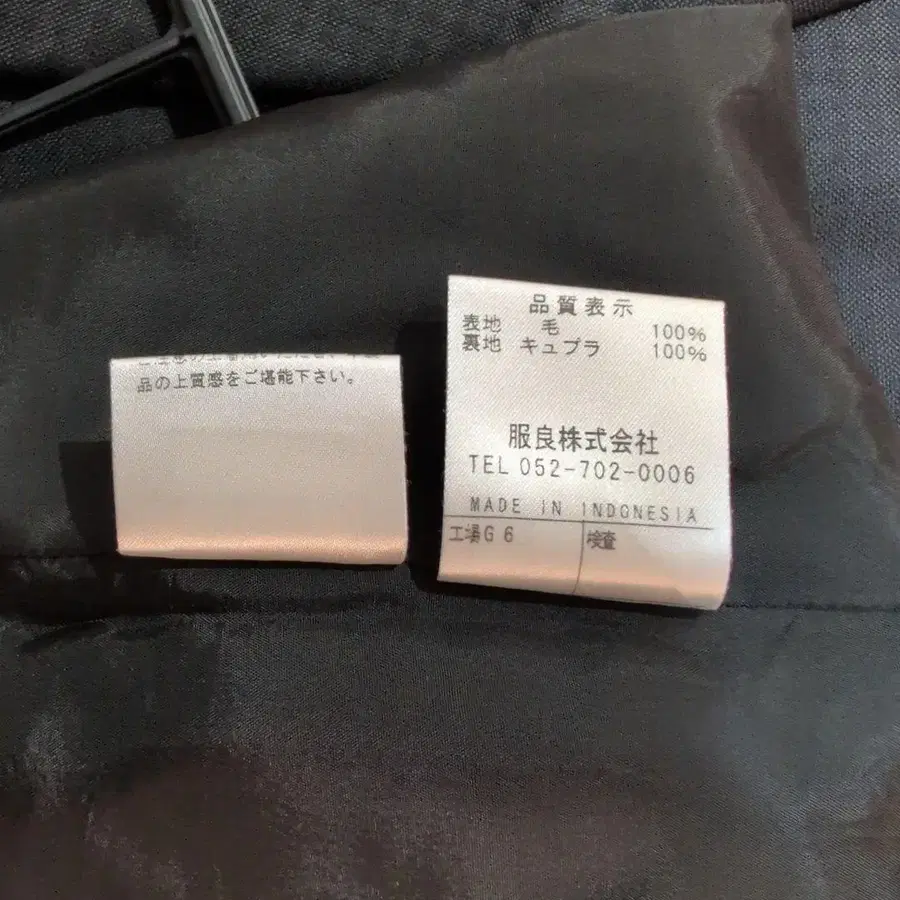 品の上質感をご堪能下さい。
品質表示
表地 毛 100%
裏地 キュプラ 100%
服良株式会社
TEL 052-702-0006
MADE IN INDONESIA
工場G6 検査